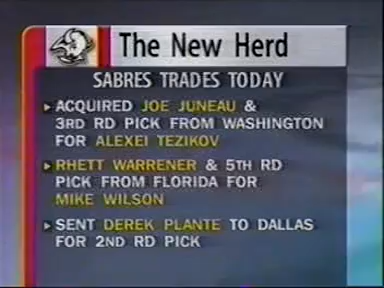 The New Herd
SABRES TRADES TODAY
ACQUIRED JOE JUNEAU &
3RD RD PICK FROM WASHINGTON
FOR ALEXEI TEZIKOV
RHETT WARRENER & 5TH RD
PICK FROM FLORIDA FOR
MIKE WILSON
SENT DEREK PLANTE TO DALLAS
FOR 2ND RD PICK